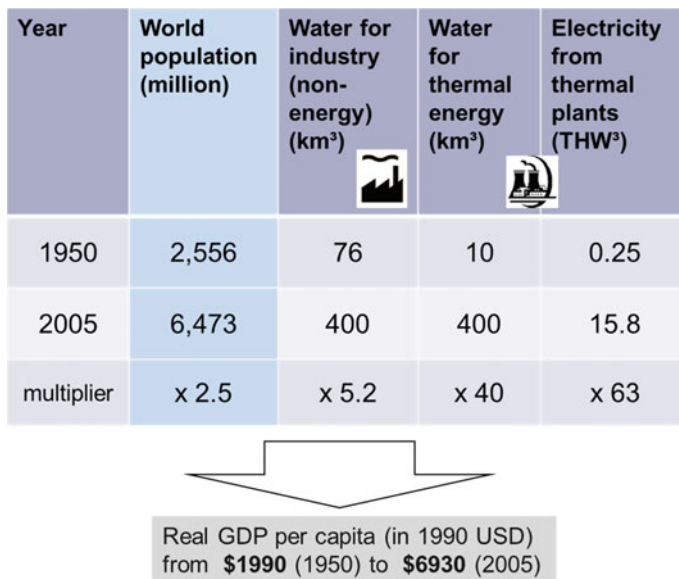 Year World population (million) Water for industry (non-energy) (km³) Water for thermal energy (km³) Electricity from thermal plants (THW³)
1950 2,556 76 10 0.25
2005 6,473 400 400 15.8
multiplier x 2.5 x 5.2 x 40 x 63
Real GDP per capita (in 1990 USD)
from $1990 (1950) to $6930 (2005)